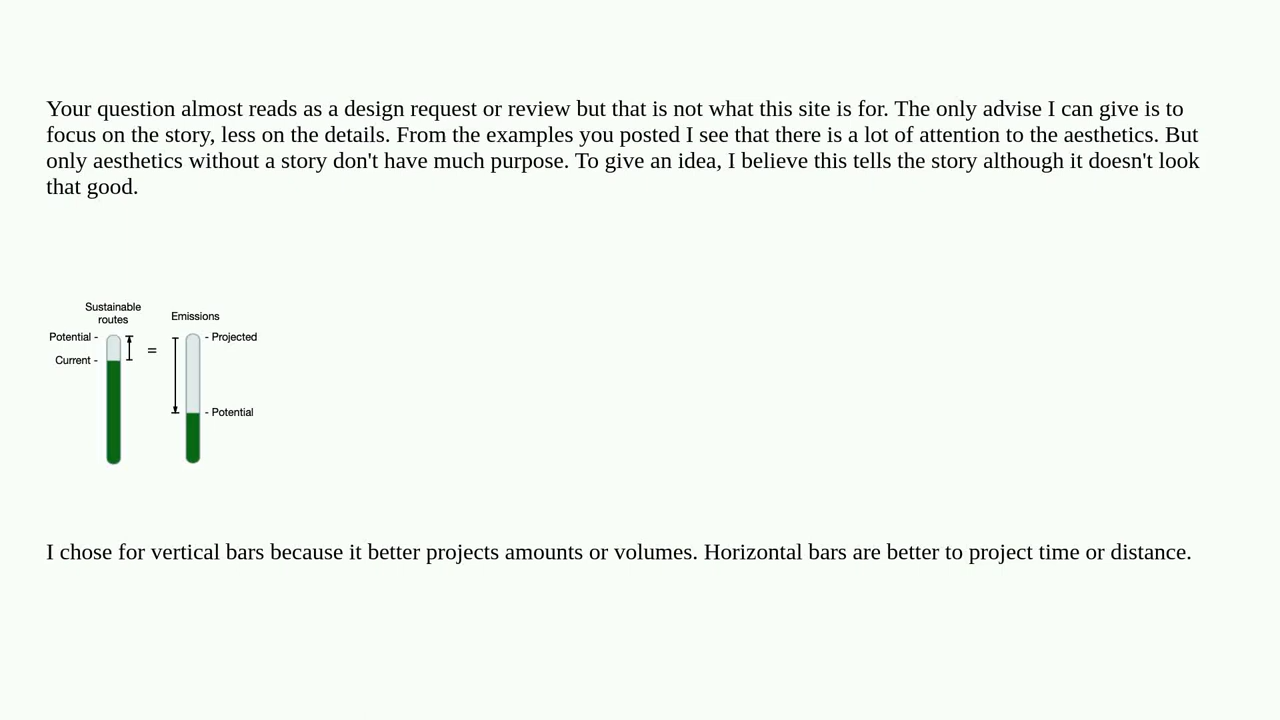 Your question almost reads as a design request or review but that is not what this site is for. The only advise I can give is to
focus on the story, less on the details. From the examples you posted I see that there is a lot of attention to the aesthetics. But
only aesthetics without a story don't have much purpose. To give an idea, I believe this tells the story although it doesn't look
that good.
Sustainable
routes
Emissions
Potential -
- Projected
=
Current -
- Potential
I chose for vertical bars because it better projects amounts or volumes. Horizontal bars are better to project time or distance.